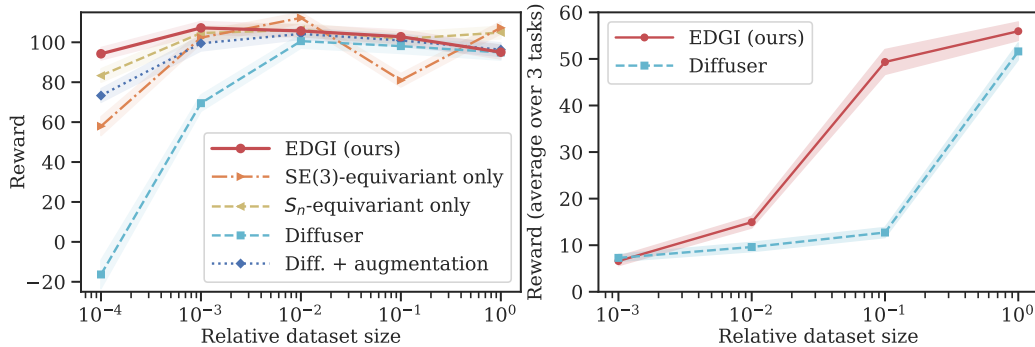 100
80
60
40
20
0
−20
Reward
10⁻⁴
10⁻³
10⁻²
10⁻¹
10⁰
Relative dataset size
EDGI (ours)
SE(3)-equivariant only
Sₙ-equivariant only
Diffuser
Diff. + augmentation
60
50
40
30
20
10
0
Reward (average over 3 tasks)
10⁻³
10⁻²
10⁻¹
10⁰
Relative dataset size
EDGI (ours)
Diffuser